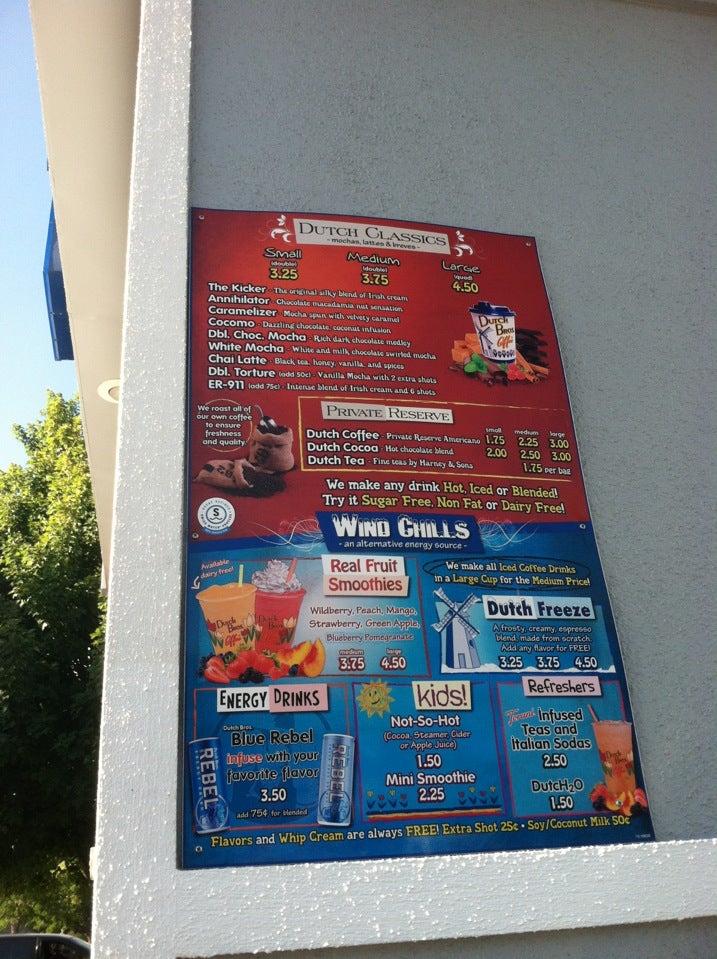 Dutch Classics
- mochas, lattes & breves -
Small Medium Large
(double) (double) (quad)
3.25 3.75 4.50
The Kicker - The original silky blend of Irish cream
Annihilator - Chocolate macadamia nut sensation
Caramelizer - Mocha spun with velvety caramel
Cocomo - Dazzling chocolate, coconut infusion
Dbl. Choc. Mocha - Rich dark chocolate medley
White Mocha - White and milk chocolate swirled mocha
Chai Latte - Black tea, honey, vanilla, and spices
Dbl. Torture (add 50¢) - Vanilla Mocha with 2 extra shots
ER-911 (add 75¢) - Intense blend of Irish cream and 6 shots
Dutch
Bros
We roast all of
our own coffee
to ensure
freshness
and quality.
Private Reserve
small medium large
Dutch Coffee - Private Reserve Americano 1.75 2.25 3.00
Dutch Cocoa - Hot chocolate blend 2.00 2.50 3.00
Dutch Tea - Fine teas by Harney & Sons 1.75 per bag
We make any drink Hot, Iced or Blended!
Try it Sugar Free, Non Fat or Dairy Free!
S
Wind Chills
- an alternative energy source -
Available
dairy free!
Real Fruit
Smoothies
Wildberry, Peach, Mango,
Strawberry, Green Apple,
Blueberry Pomegranate
medium large
3.75 4.50
Dutch Bros
We make all Iced Coffee Drinks
in a Large Cup for the Medium Price!
Dutch Freeze
A frosty, creamy, espresso
blend, made from scratch.
Add any flavor for FREE!
3.25 3.75 4.50
Energy Drinks
Dutch Bros.
Blue Rebel
infuse with your
favorite flavor
3.50
add 75¢ for blended
REBEL
REBEL
kids!
Not-So-Hot
(Cocoa, Steamer, Cider
or Apple Juice)
1.50
Mini Smoothie
2.25
Refreshers
Torani Infused
Teas and
Italian Sodas
2.50
DutcH2O
1.50
Flavors and Whip Cream are always FREE! Extra Shot 25¢ • Soy/Coconut Milk 50¢